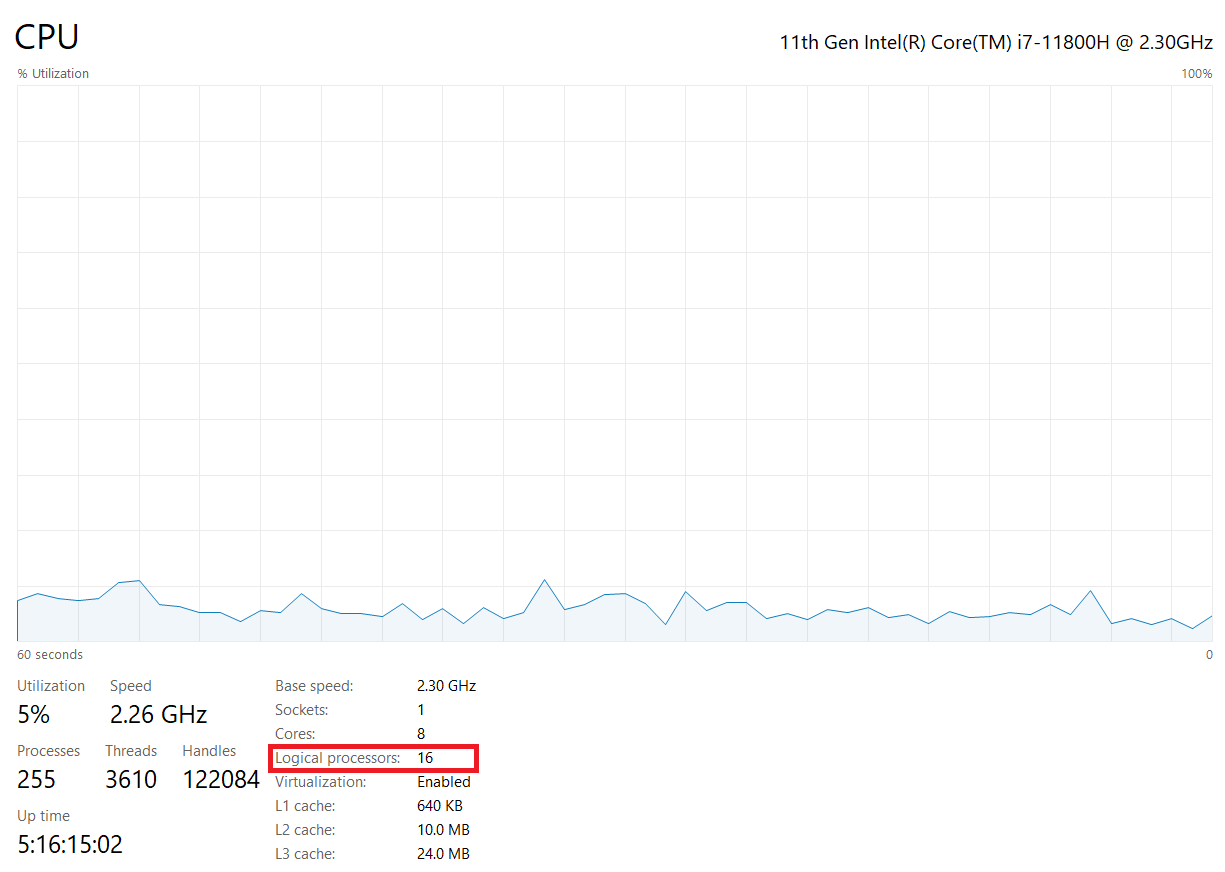 CPU
11th Gen Intel(R) Core(TM) i7-11800H @ 2.30GHz
% Utilization 100%
60 seconds 0
Utilization Speed
5% 2.26 GHz
Processes Threads Handles
255 3610 122084
Up time
5:16:15:02
Base speed: 2.30 GHz
Sockets: 1
Cores: 8
Logical processors: 16
Virtualization: Enabled
L1 cache: 640 KB
L2 cache: 10.0 MB
L3 cache: 24.0 MB